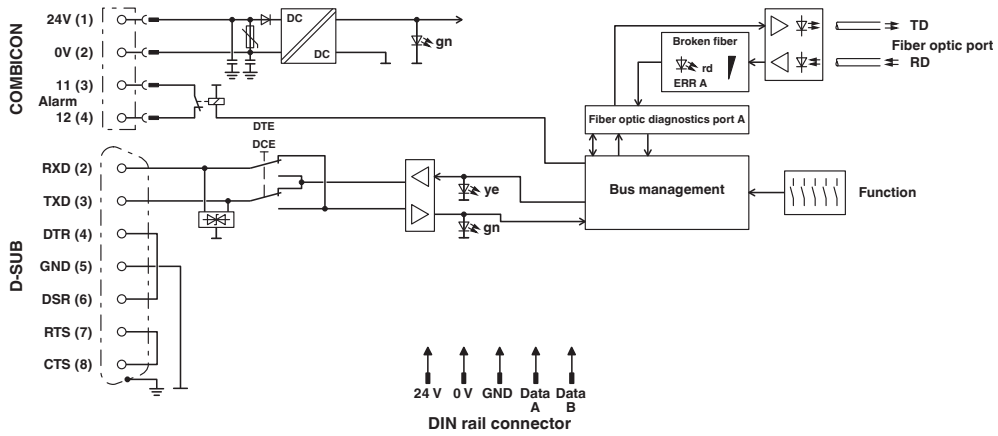 COMBICON
24V (1)
0V (2)
11 (3)
Alarm
12 (4)
DC
DC
gn
Broken fiber
rd
ERR A
TD
Fiber optic port
RD
Fiber optic diagnostics port A
DTE
DCE
D-SUB
RXD (2)
TXD (3)
DTR (4)
GND (5)
DSR (6)
RTS (7)
CTS (8)
ye
gn
Bus management
Function
24 V
0 V
GND
Data A
Data B
DIN rail connector